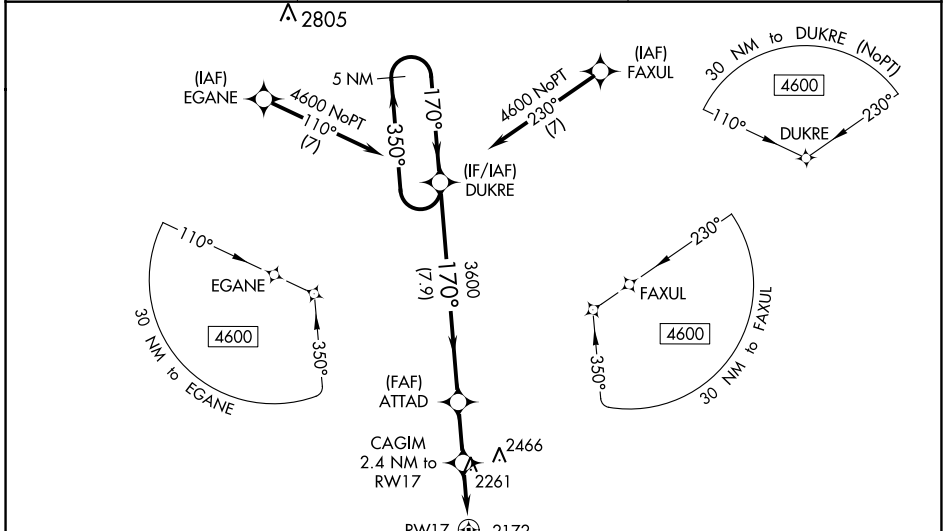 2805
(IAF)
EGANE
4600 NoPT
110°
(7)
5 NM
350°
170°
(IAF)
FAXUL
4600 NoPT
230°
(7)
(IF/IAF)
DUKRE
30 NM to DUKRE (NoPT)
4600
110°
230°
DUKRE
3600
170°
(7.9)
110°
EGANE
4600
350°
30 NM to EGANE
230°
FAXUL
4600
350°
30 NM to FAXUL
(FAF)
ATTAD
CAGIM
2.4 NM to
RW17
2466
2261
RW17
2172